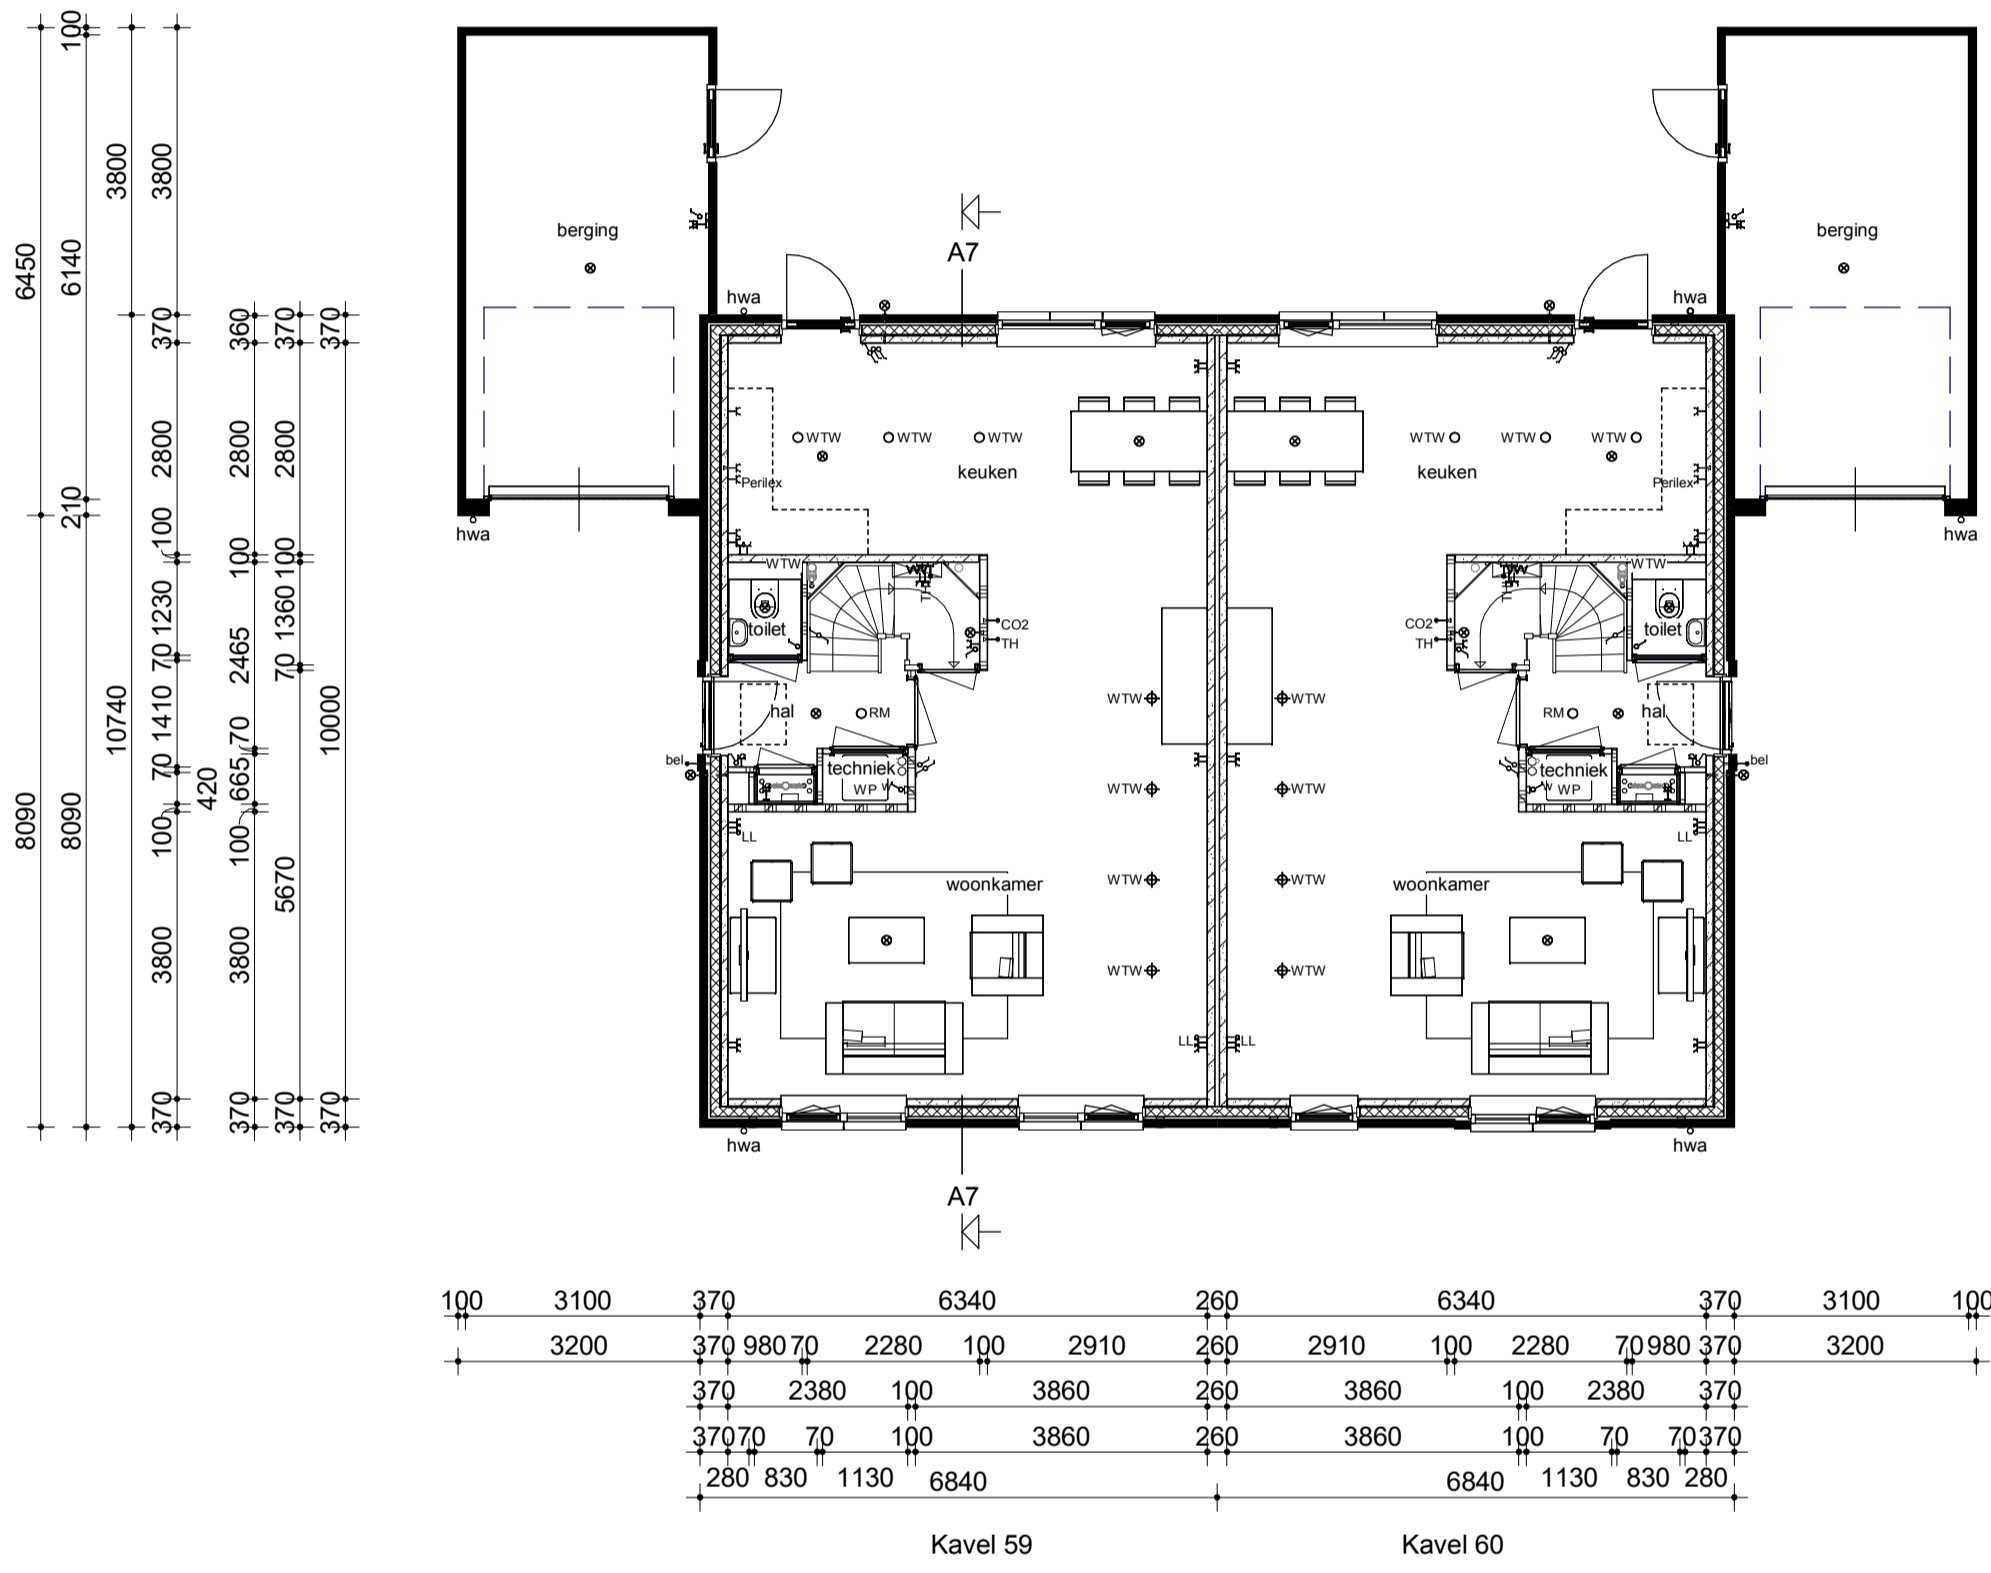 100
3800
3800
6450
6140
370
360
370
370
2800
2800
2800
210
100
100
100
1230
1360
2465
70
70
1410
10740
10000
70
70
665
420
8090
8090
100
100
5670
3800
3800
370
370
370
370
berging
berging
A7
hwa
hwa
WTW
WTW
WTW
WTW
WTW
WTW
keuken
keuken
Perilex
Perilex
hwa
hwa
WTW
WTW
toilet
toilet
CO2
TH
CO2
TH
WTW
WTW
hal
RM
RM
hal
bel
bel
techniek
WP
W
techniek
WP
W
WTW
WTW
LL
LL
woonkamer
woonkamer
WTW
WTW
WTW
WTW
LL
LL
hwa
hwa
A7
100 3100 370 6340 260 6340 370 3100 100
3200 370 980 70 2280 100 2910 260 2910 100 2280 70 980 370 3200
370 2380 100 3860 260 3860 100 2380 370
370 70 70 100 3860 260 3860 100 70 70 370
280 830 1130 6840 6840 1130 830 280
Kavel 59 Kavel 60